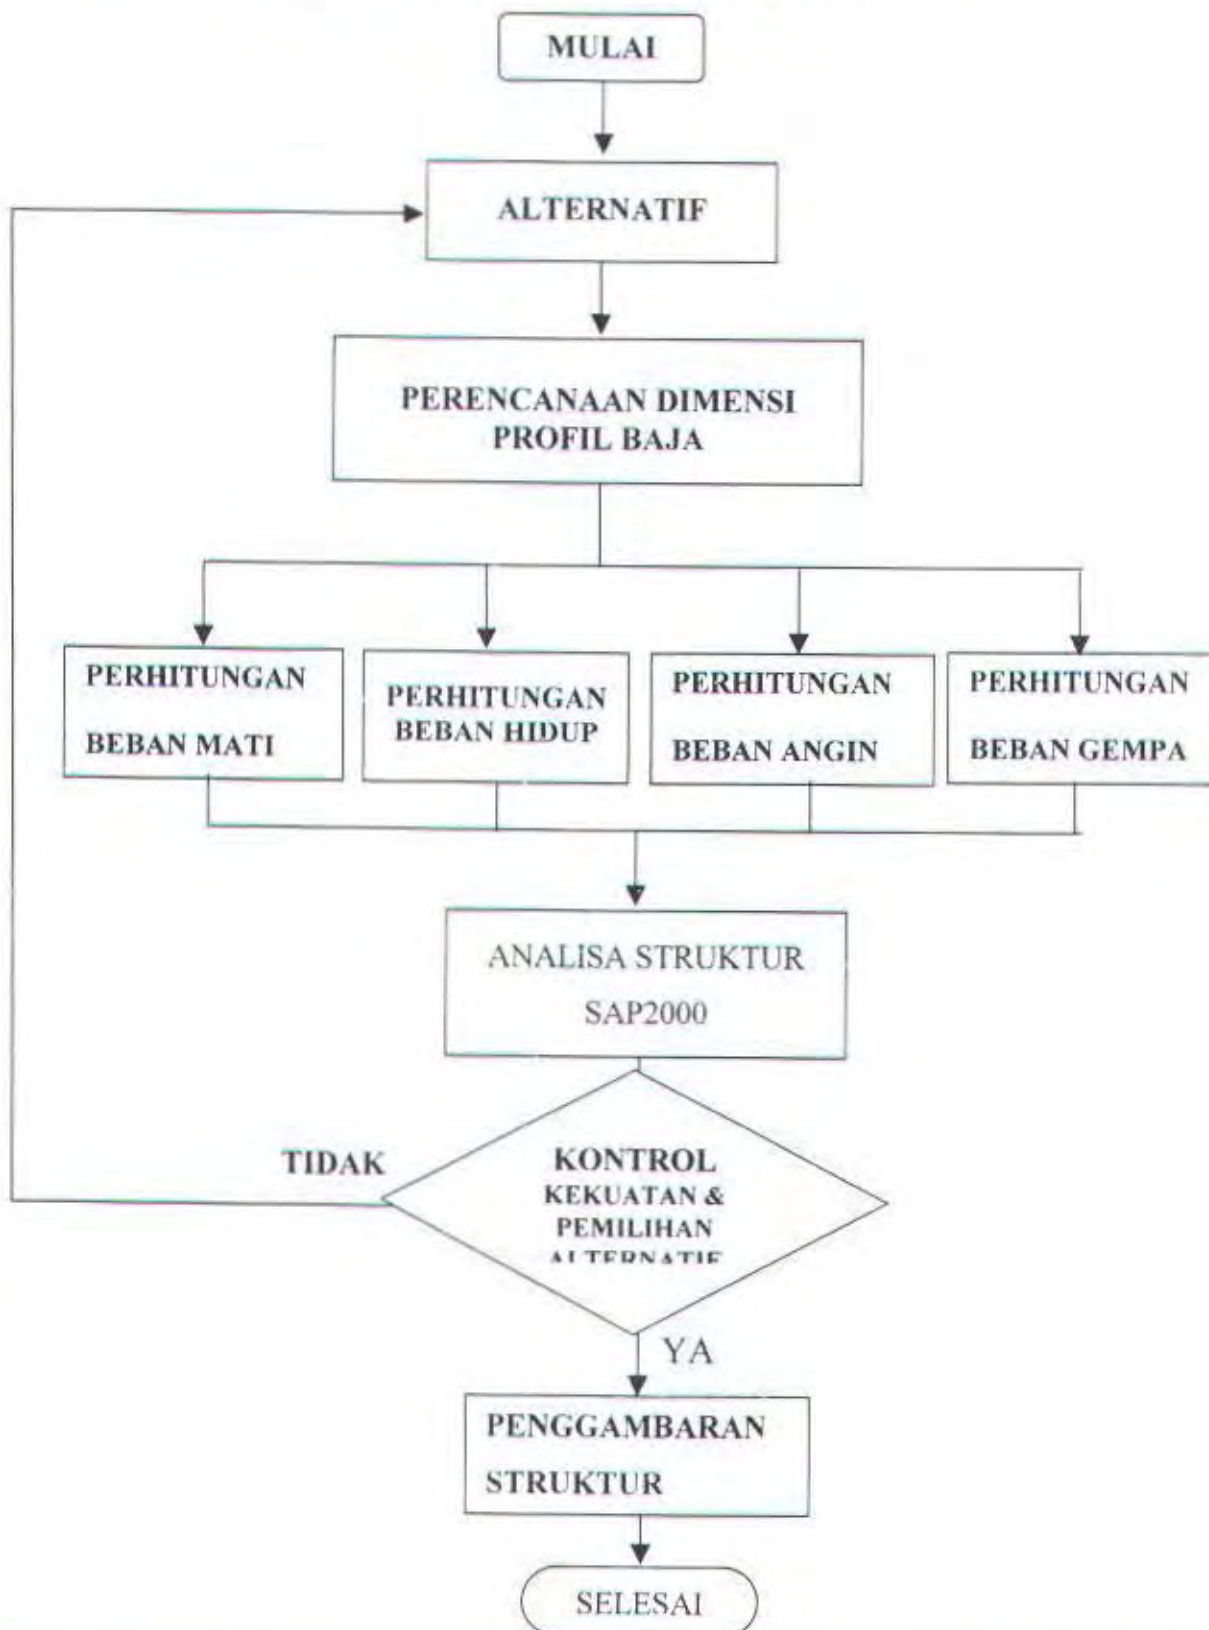 MULAI
ALTERNATIF
PERENCANAAN DIMENSI
PROFIL BAJA
PERHITUNGAN
BEBAN MATI
PERHITUNGAN
BEBAN HIDUP
PERHITUNGAN
BEBAN ANGIN
PERHITUNGAN
BEBAN GEMPA
ANALISA STRUKTUR
SAP2000
TIDAK
KONTROL
KEKUATAN &
PEMILIHAN
ALTERNATIF
YA
PENGGAMBARAN
STRUKTUR
SELESAI